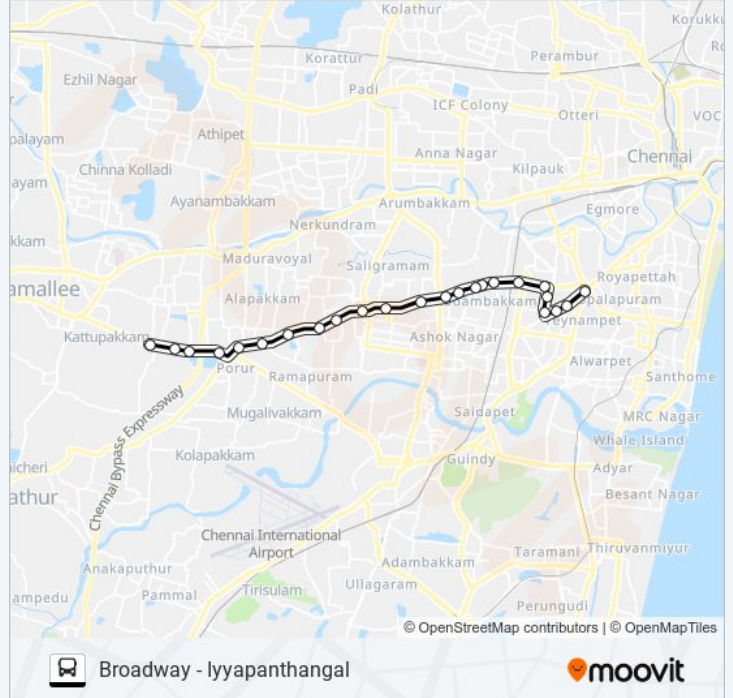 Kolathur
Korukku
Korattur
Perambur
Ezhil Nagar
Padi
ICF Colony
Otteri
VOC
Athipet
palayam
Anna Nagar
Chennai
Chinna Kolladi
Kilpauk
ayam
Ayanambakkam
Arumbakkam
Egmore
Nerkundram
kkam
Maduravoyal
Saligramam
Royapettah
amallee
Alapakkam
adambakkam
palapuram
Kattupakkam
Teynampet
Ashok Nagar
Porur
Ramapuram
Alwarpet
Santhome
Mugalivakkam
Saidapet
MRC Nagar
Whale Island
Kolapakkam
Guindy
Adyar
icheri
Chennai Bypass Expressway
Besant Nagar
athur
Chennai International
Airport
Taramani
Thiruvanmiyur
Anakaputhur
Adambakkam
Ullagaram
ampedu
Pammal
Tirisulam
Perungudi
© OpenStreetMap contributors | © OpenMapTiles
Broadway - Iyyapanthangal
moovit